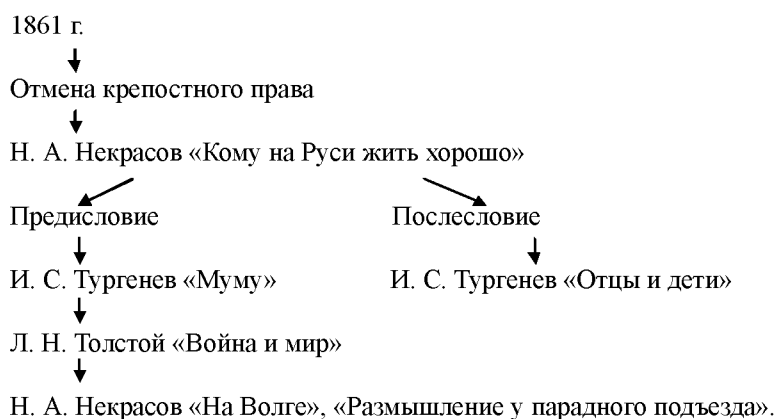 1861 г.
Отмена крепостного права
Н. А. Некрасов «Кому на Руси жить хорошо»
Предисловие Послесловие
И. С. Тургенев «Муму» И. С. Тургенев «Отцы и дети»
Л. Н. Толстой «Война и мир»
Н. А. Некрасов «На Волге», «Размышление у парадного подъезда».